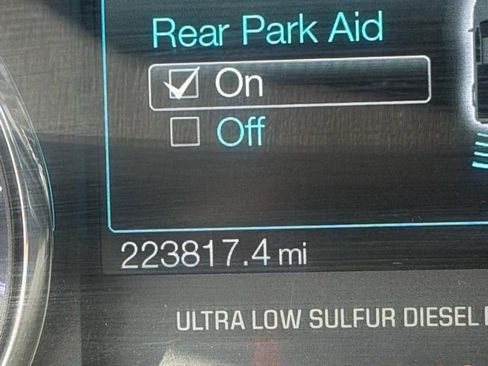 Rear Park Aid
On
Off
223817.4 mi
ULTRA LOW SULFUR DIESEL